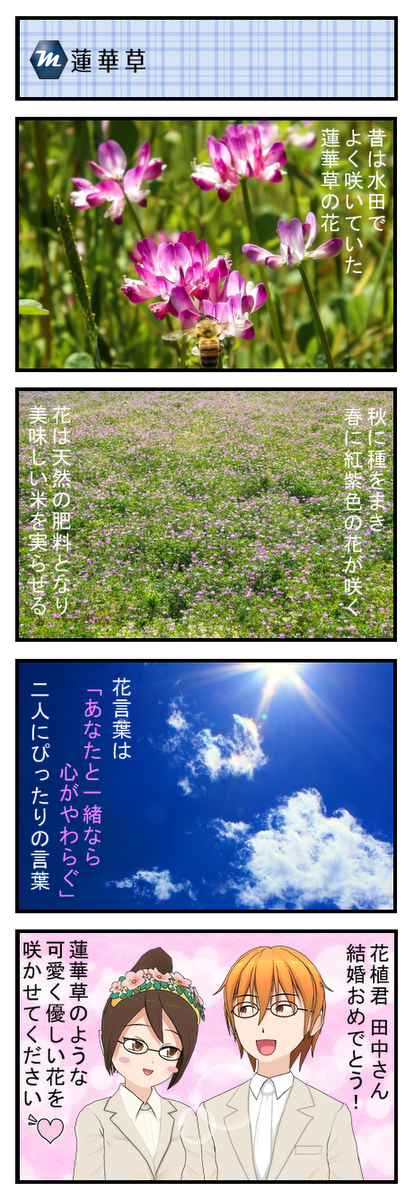 蓮華草
昔は水田で
よく咲いていた
蓮華草の花
秋に種をまき
春に紅紫色の花が咲く
花は天然の肥料となり
美味しい米を実らせる
花言葉は
「あなたと一緒なら
心がやわらぐ」
二人にぴったりの言葉
花植君 田中さん
結婚おめでとう!
蓮華草のような
可愛く優しい花を
咲かせてください